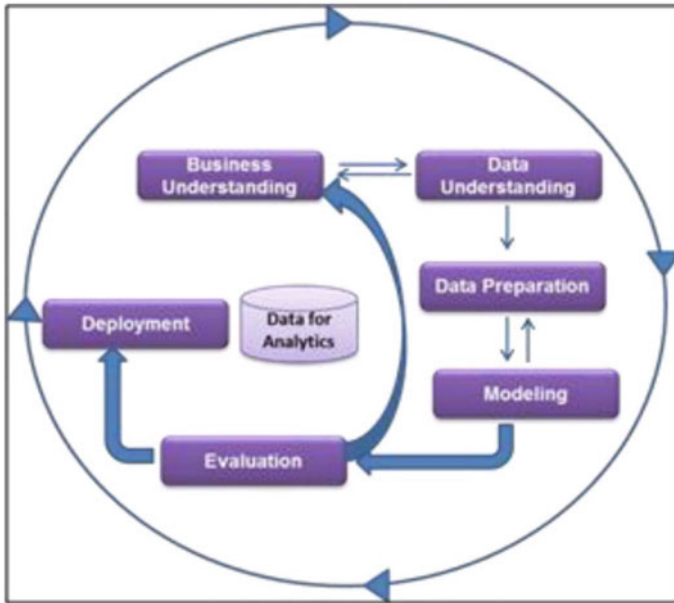 Business
Understanding
Data
Understanding
Data Preparation
Deployment
Data for
Analytics
Modeling
Evaluation